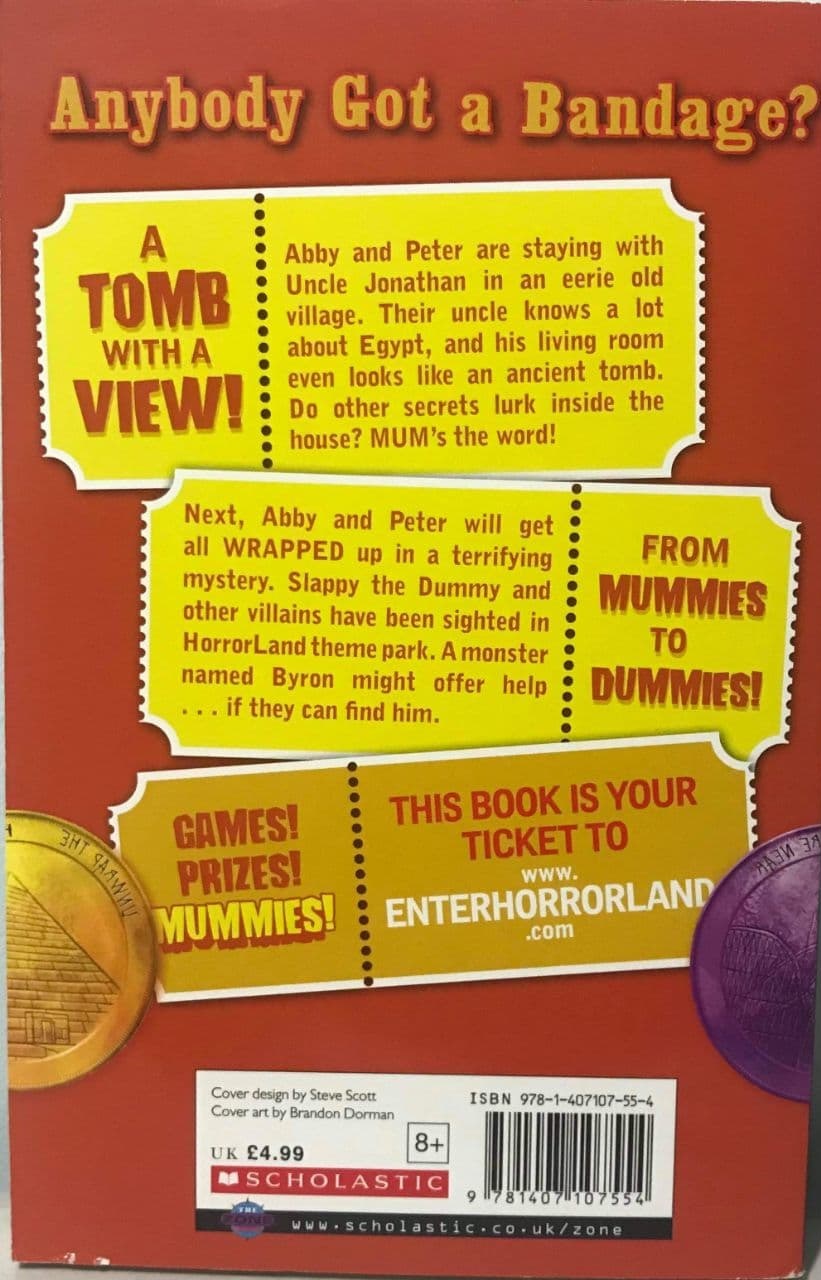 Anybody Got a Bandage?
A
TOMB
WITH A
VIEW!
Abby and Peter are staying with
Uncle Jonathan in an eerie old
village. Their uncle knows a lot
about Egypt, and his living room
even looks like an ancient tomb.
Do other secrets lurk inside the
house? MUM's the word!
Next, Abby and Peter will get
all WRAPPED up in a terrifying
mystery. Slappy the Dummy and
other villains have been sighted in
HorrorLand theme park. A monster
named Byron might offer help
... if they can find him.
FROM
MUMMIES
TO
DUMMIES!
GAMES!
PRIZES!
MUMMIES!
THIS BOOK IS YOUR
TICKET TO
www.
ENTERHORRORLAND
.com
UNWRAP THE
RE NEAR
Cover design by Steve Scott
Cover art by Brandon Dorman
UK £4.99
8+
SCHOLASTIC
ISBN 978-1-407107-55-4
9 781407 107554
THE
ZONE
www.scholastic.co.uk/zone